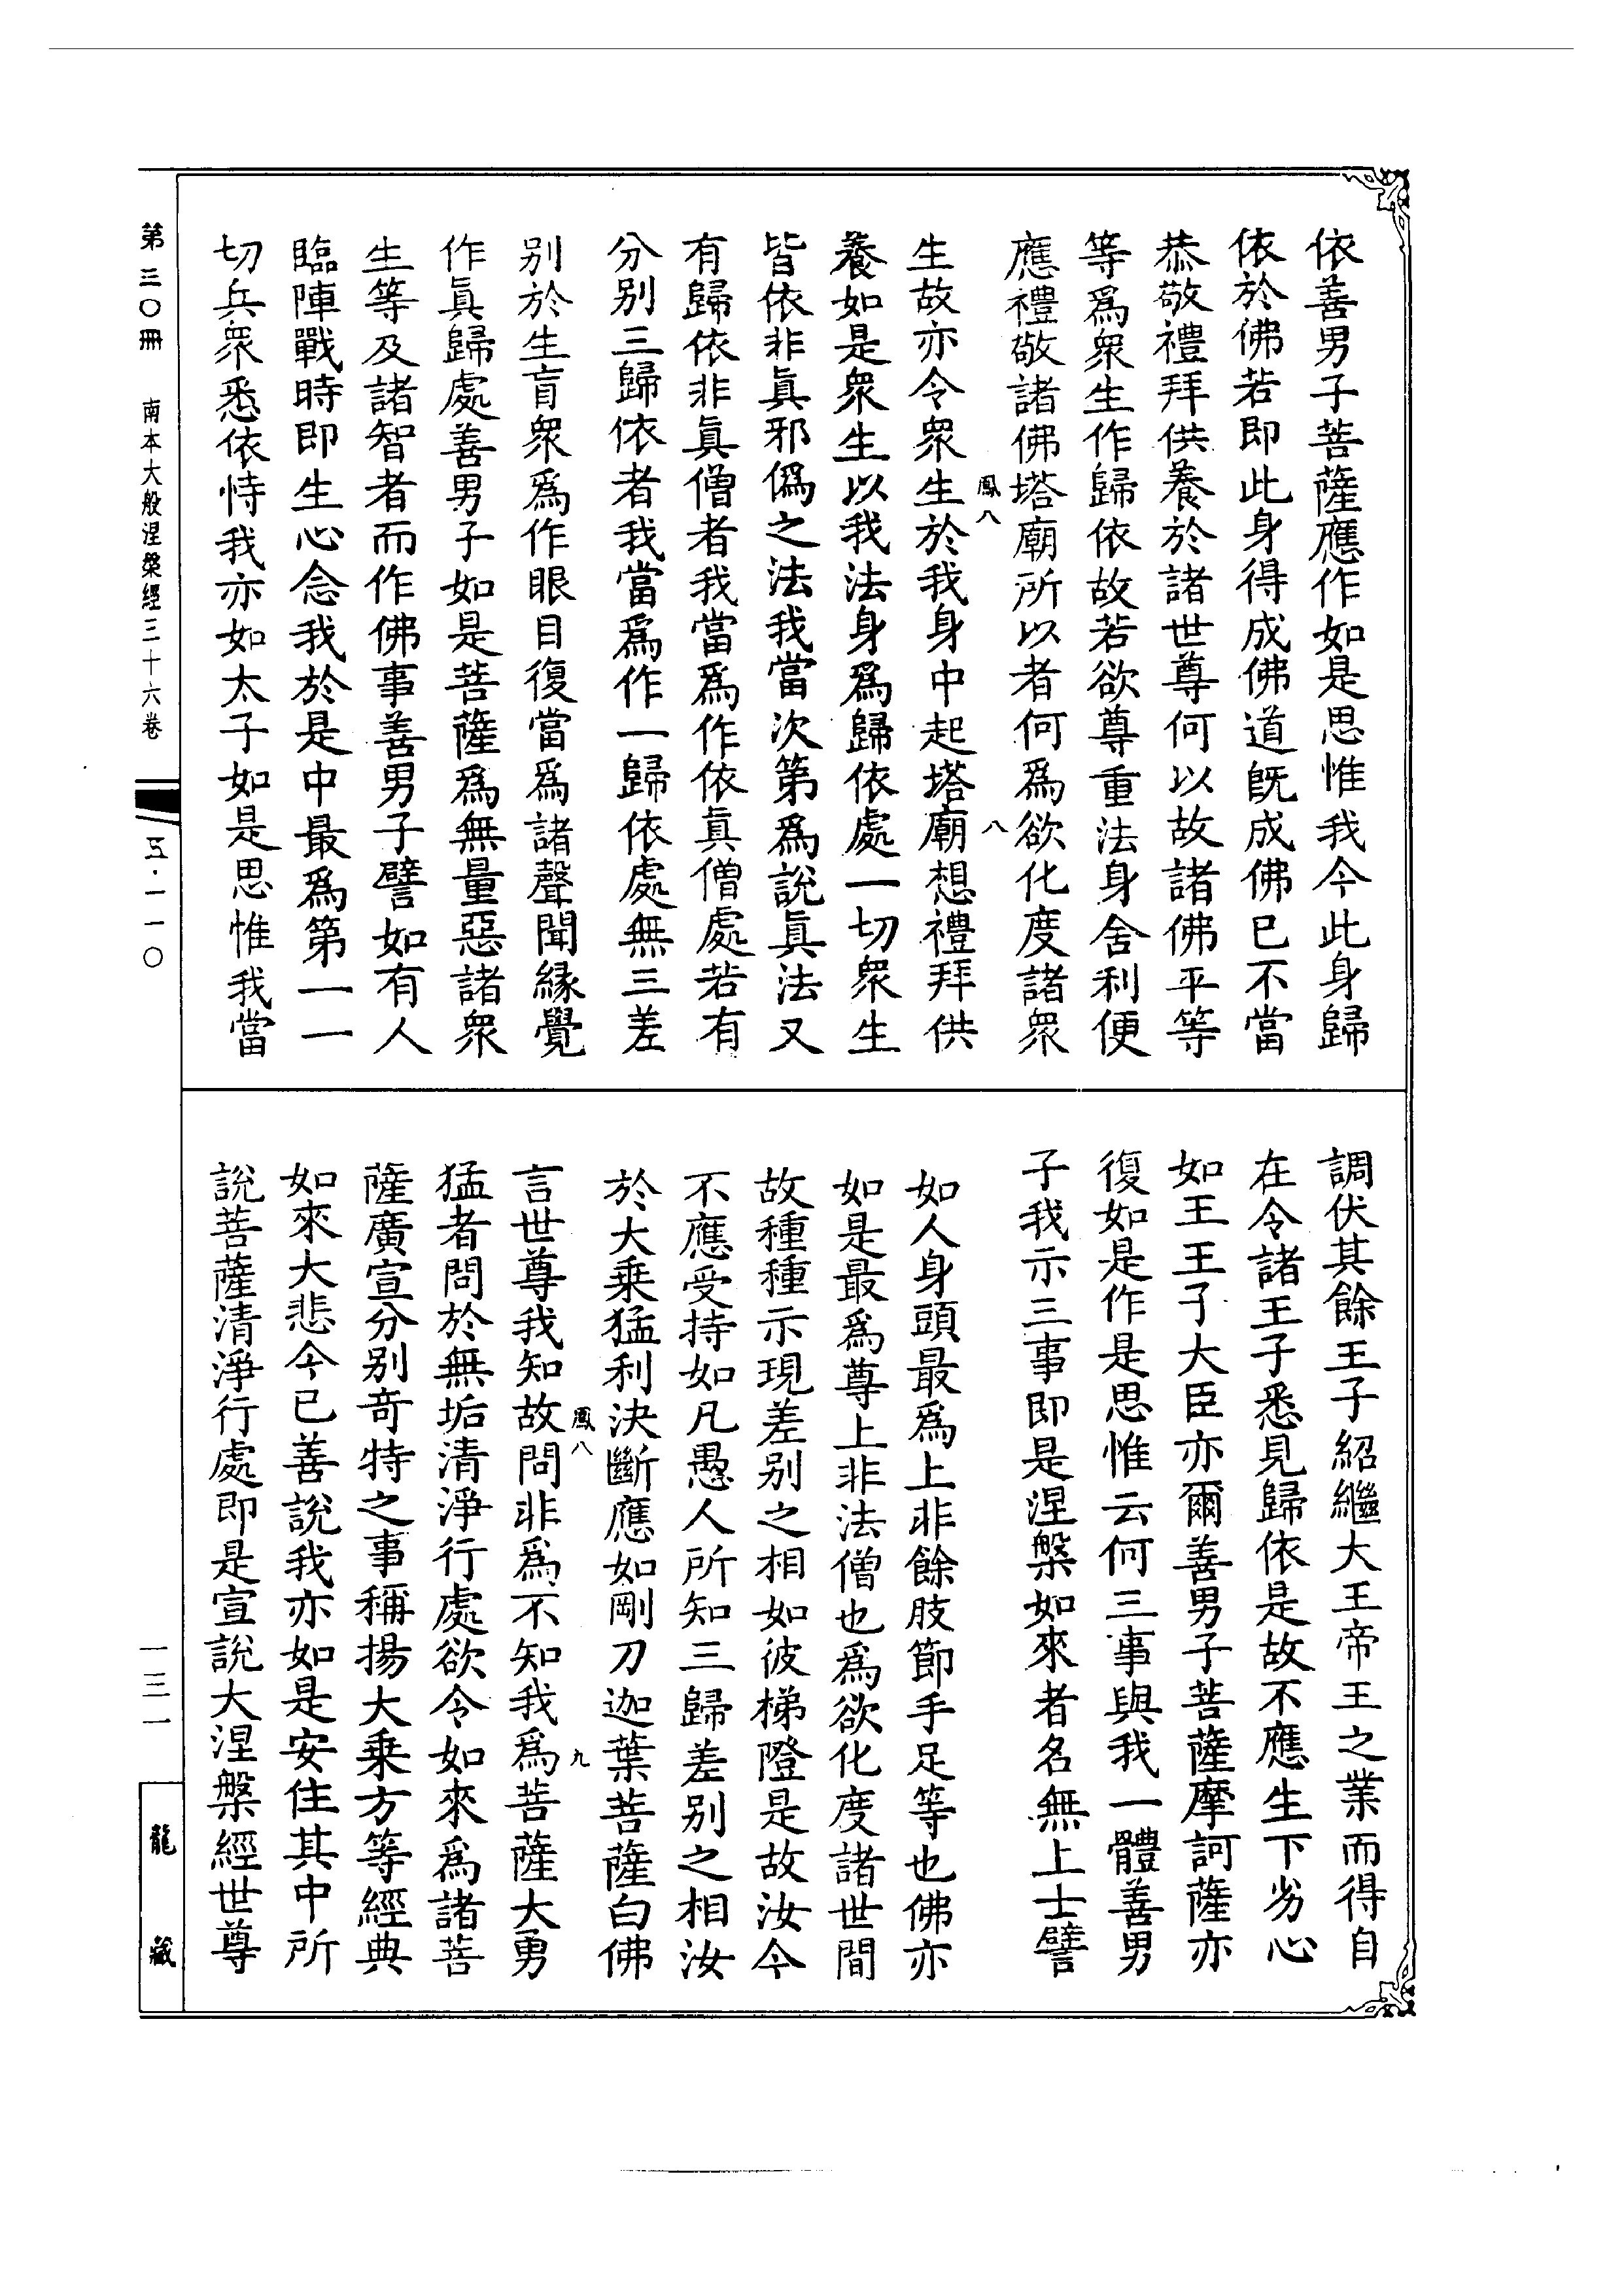 依善男子菩薩應作如是思惟我今此身歸
依於佛若即此身得成佛道既成佛已不當
恭敬禮拜供養於諸世尊何以故諸佛平等
等爲衆生作歸依故若欲尊重法身舍利便
應禮敬諸佛塔廟所以者何爲欲化度諸衆
鳳八
八
生故亦令衆生於我身中起塔廟想禮拜供
養如是衆生以我法身爲歸依處一切衆生
皆依非眞邪僞之法我當次第爲說眞法又
有歸依非眞僧者我當爲作依眞僧處若有
分別三歸依者我當爲作一歸依處無三差
別於生盲衆爲作眼目復當爲諸聲聞緣覺
作眞歸處善男子如是菩薩爲無量惡諸衆
生等及諸智者而作佛事善男子譬如有人
臨陣戰時即生心念我於是中最爲第一一
切兵衆悉依恃我亦如太子如是思惟我當
調伏其餘王子紹繼大王帝王之業而得自
在令諸王子悉見歸依是故不應生下劣心
如王王子大臣亦爾善男子菩薩摩訶薩亦
復如是作是思惟云何三事與我一體善男
子我示三事即是涅槃如來者名無上士譬
如人身頭最爲上非餘肢節手足等也佛亦
如是最爲尊上非法僧也爲欲化度諸世間
故種種示現差別之相如彼梯隥是故汝今
不應受持如凡愚人所知三歸差別之相汝
於大乘猛利決斷應如剛刀迦葉菩薩白佛
鳳八
九
言世尊我知故問非爲不知我爲菩薩大勇
猛者問於無垢清淨行處欲令如來爲諸菩
薩廣宣分別奇特之事稱揚大乘方等經典
如來大悲今已善說我亦如是安住其中所
說菩薩清淨行處即是宣說大涅槃經世尊
第三〇冊
南本大般涅槃經三十六卷
五·一一〇
一三一
龍藏